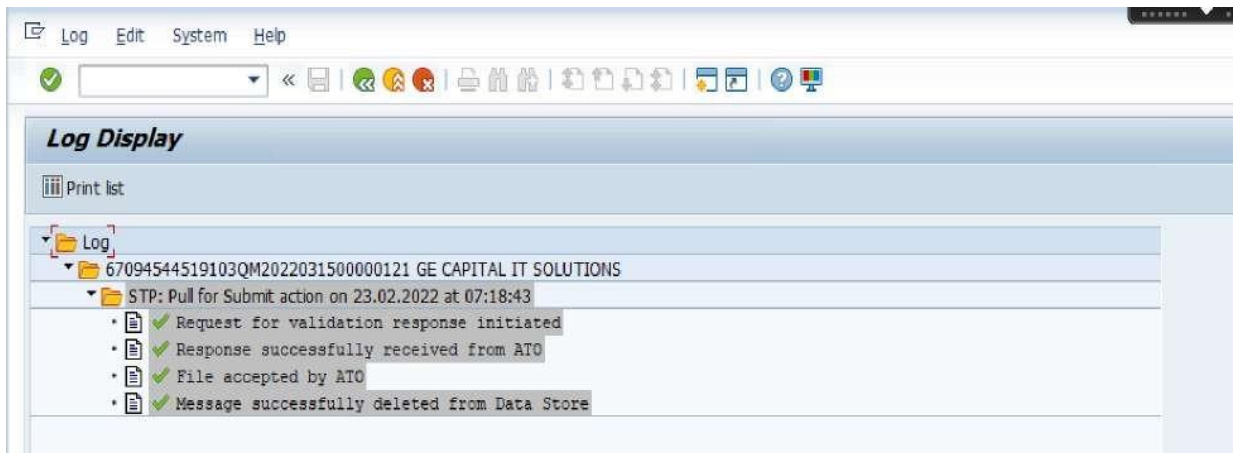 Log Edit System Help
Log Display
Print list
Log
67094544519103QM2022031500000121 GE CAPITAL IT SOLUTIONS
STP: Pull for Submit action on 23.02.2022 at 07:18:43
Request for validation response initiated
Response successfully received from ATO
File accepted by ATO
Message successfully deleted from Data Store